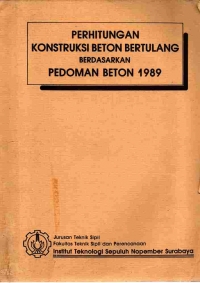 PERHITUNGAN
KONSTRUKSI BETON BERTULANG
BERDASARKAN
PEDOMAN BETON 1989
Jurusan Teknik Sipil
Fakultas Teknik Sipil dan Perencanaan
Institut Teknologi Sepuluh Nopember Surabaya